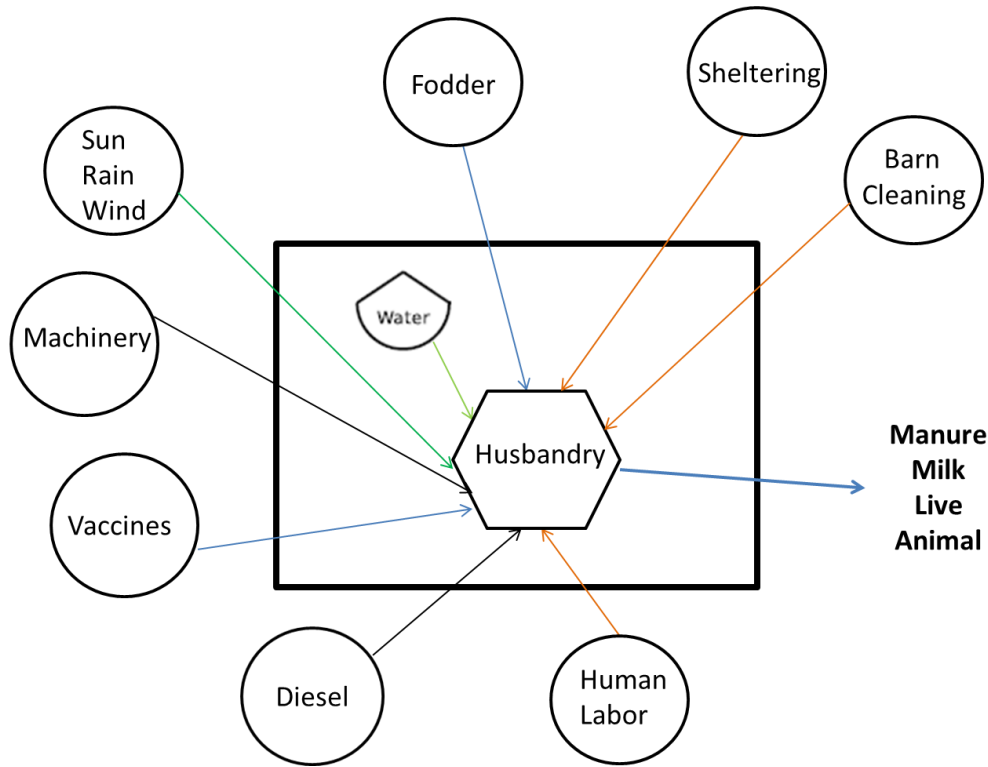 Fodder
Sheltering
Sun
Rain
Wind
Barn
Cleaning
Water
Machinery
Husbandry
Manure
Milk
Live
Animal
Vaccines
Diesel
Human
Labor